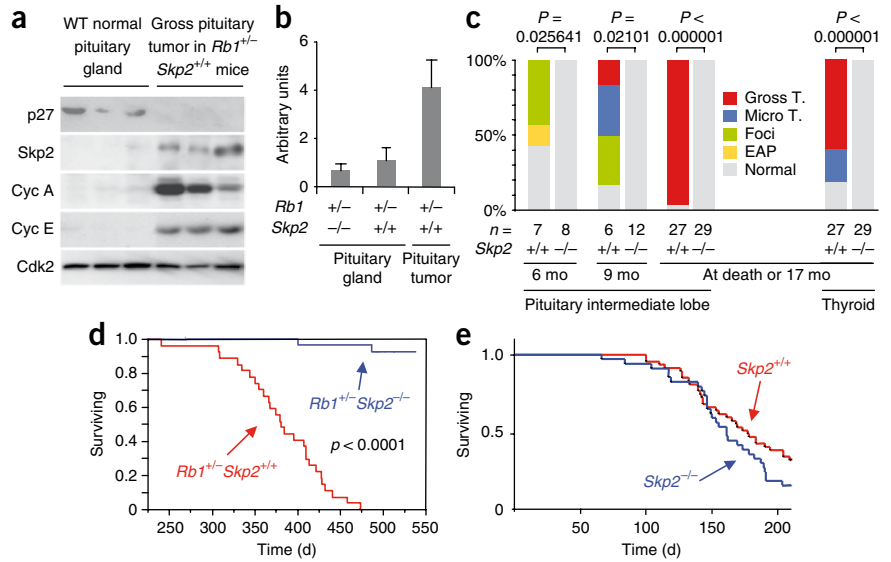 a
WT normal pituitary gland
Gross pituitary tumor in Rb1+/– Skp2+/+ mice
p27
Skp2
Cyc A
Cyc E
Cdk2
b
Arbitrary units
6
4
2
0
Rb1 +/– +/– +/–
Skp2 –/– +/+ +/+
Pituitary gland
Pituitary tumor
c
P = 0.025641
P = 0.02101
P < 0.000001
P < 0.000001
100%
50%
0%
Gross T.
Micro T.
Foci
EAP
Normal
n = 7 8 6 12 27 29 27 29
Skp2 +/+ –/– +/+ –/– +/+ –/– +/+ –/–
6 mo 9 mo At death or 17 mo
Pituitary intermediate lobe Thyroid
d
Surviving
1.0
0.8
0.6
0.4
0.2
0
Rb1+/–Skp2–/–
p < 0.0001
Rb1+/–Skp2+/+
250 300 350 400 450 500 550
Time (d)
e
Surviving
1.0
0.5
0
Skp2+/+
Skp2–/–
50 100 150 200
Time (d)